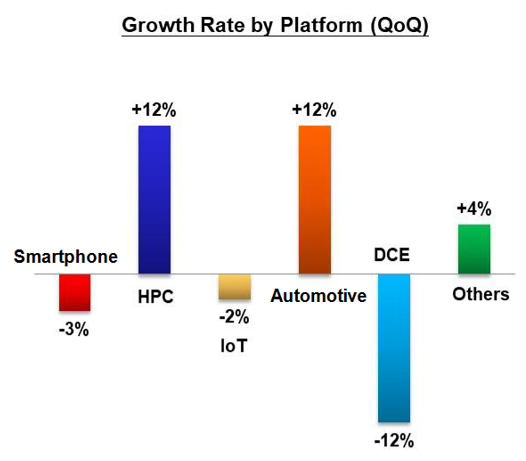 Growth Rate by Platform (QoQ)
+12%
+12%
+4%
Smartphone
DCE
HPC
Automotive
Others
-3%
-2%
IoT
-12%